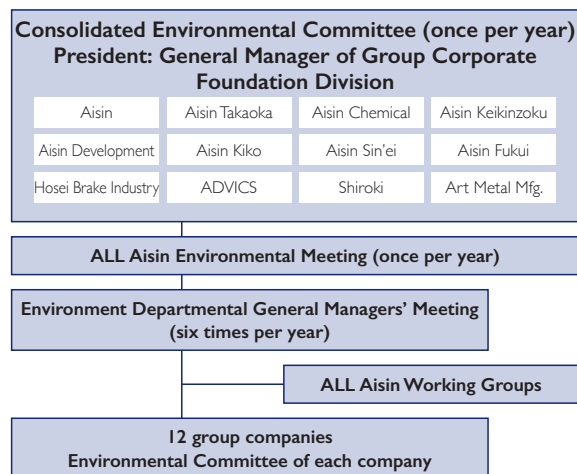 Consolidated Environmental Committee (once per year)
President: General Manager of Group Corporate
Foundation Division
Aisin Aisin Takaoka Aisin Chemical Aisin Keikinzoku
Aisin Development Aisin Kiko Aisin Sin'ei Aisin Fukui
Hosei Brake Industry ADVICS Shiroki Art Metal Mfg.
ALL Aisin Environmental Meeting (once per year)
Environment Departmental General Managers' Meeting
(six times per year)
ALL Aisin Working Groups
12 group companies
Environmental Committee of each company